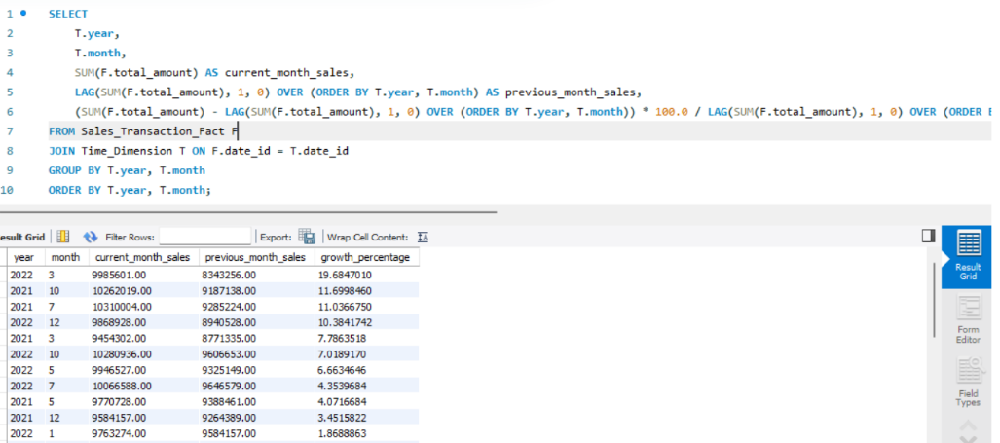 1 SELECT
2 T.year,
3 T.month,
4 SUM(F.total_amount) AS current_month_sales,
5 LAG(SUM(F.total_amount), 1, 0) OVER (ORDER BY T.year, T.month) AS previous_month_sales,
6 (SUM(F.total_amount) - LAG(SUM(F.total_amount), 1, 0) OVER (ORDER BY T.year, T.month)) * 100.0 / LAG(SUM(F.total_amount), 1, 0) OVER (ORDER
7 FROM Sales_Transaction_Fact F
8 JOIN Time_Dimension T ON F.date_id = T.date_id
9 GROUP BY T.year, T.month
10 ORDER BY T.year, T.month;
esult Grid Filter Rows: Export: Wrap Cell Content: IA
year month current_month_sales previous_month_sales growth_percentage
2022 3 9985601.00 8343256.00 19.6847010
2021 10 10262019.00 9187138.00 11.6998460
2021 7 10310004.00 9285224.00 11.0366750
2022 12 9868928.00 8940528.00 10.3841742
2021 3 9454302.00 8771335.00 7.7863518
2022 10 10280936.00 9606653.00 7.0189170
2022 5 9946527.00 9325149.00 6.6634646
2022 7 10066588.00 9646579.00 4.3539684
2021 5 9770728.00 9388461.00 4.0716684
2021 12 9584157.00 9264389.00 3.4515822
2022 1 9763274.00 9584157.00 1.8688863
Result
Grid
Form
Editor
Field
Types